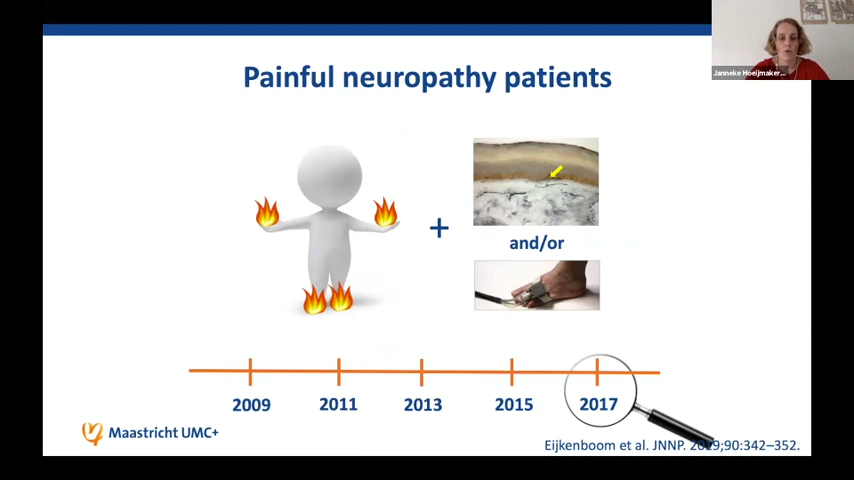 Janneke Hoeijmaker...
Painful neuropathy patients
+
and/or
2009 2011 2013 2015 2017
Maastricht UMC+
Eijkenboom et al. JNNP. 2019;90:342–352.